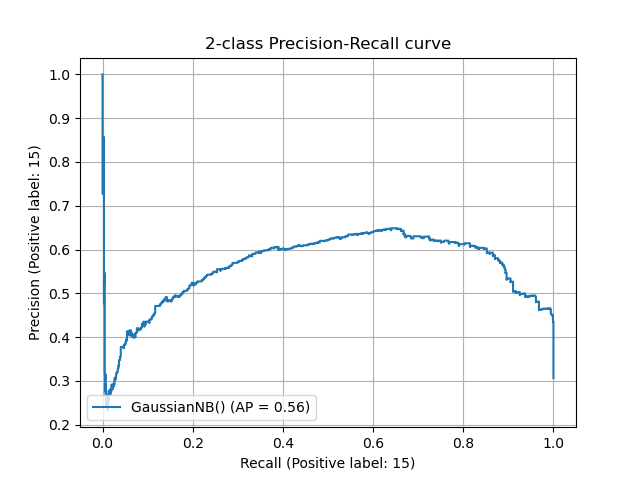 2-class Precision-Recall curve
Precision (Positive label: 15)
1.0
0.9
0.8
0.7
0.6
0.5
0.4
0.3
0.2
GaussianNB() (AP = 0.56)
0.0 0.2 0.4 0.6 0.8 1.0
Recall (Positive label: 15)